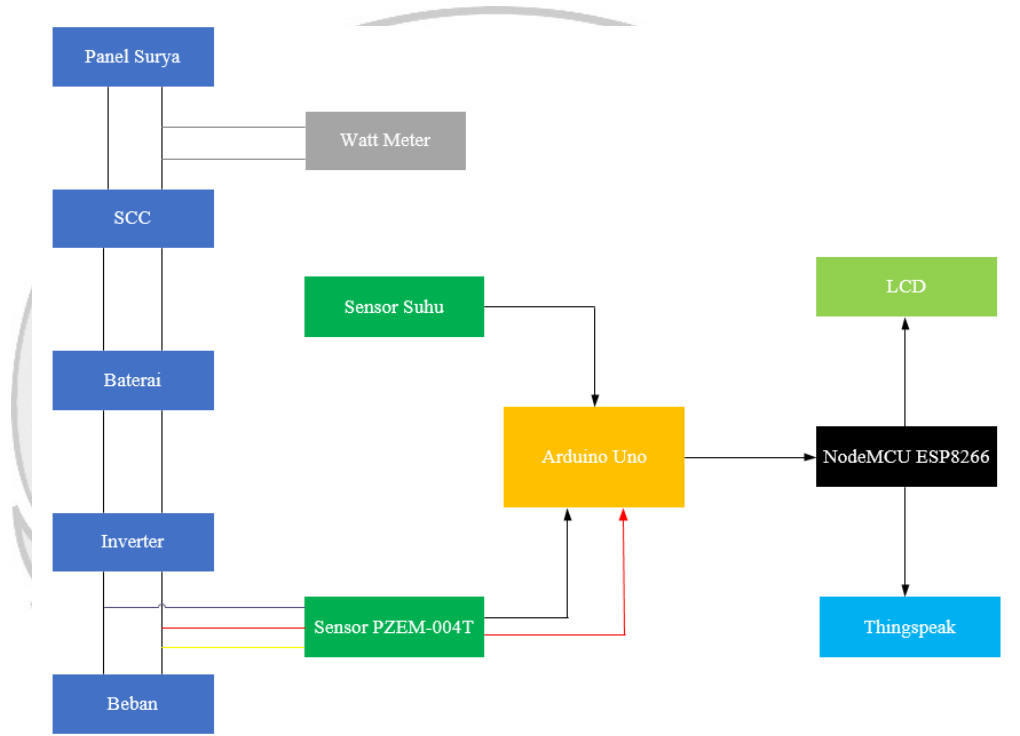 Panel Surya
Watt Meter
SCC
Sensor Suhu
LCD
Baterai
Arduino Uno
NodeMCU ESP8266
Inverter
Sensor PZEM-004T
Thingspeak
Beban